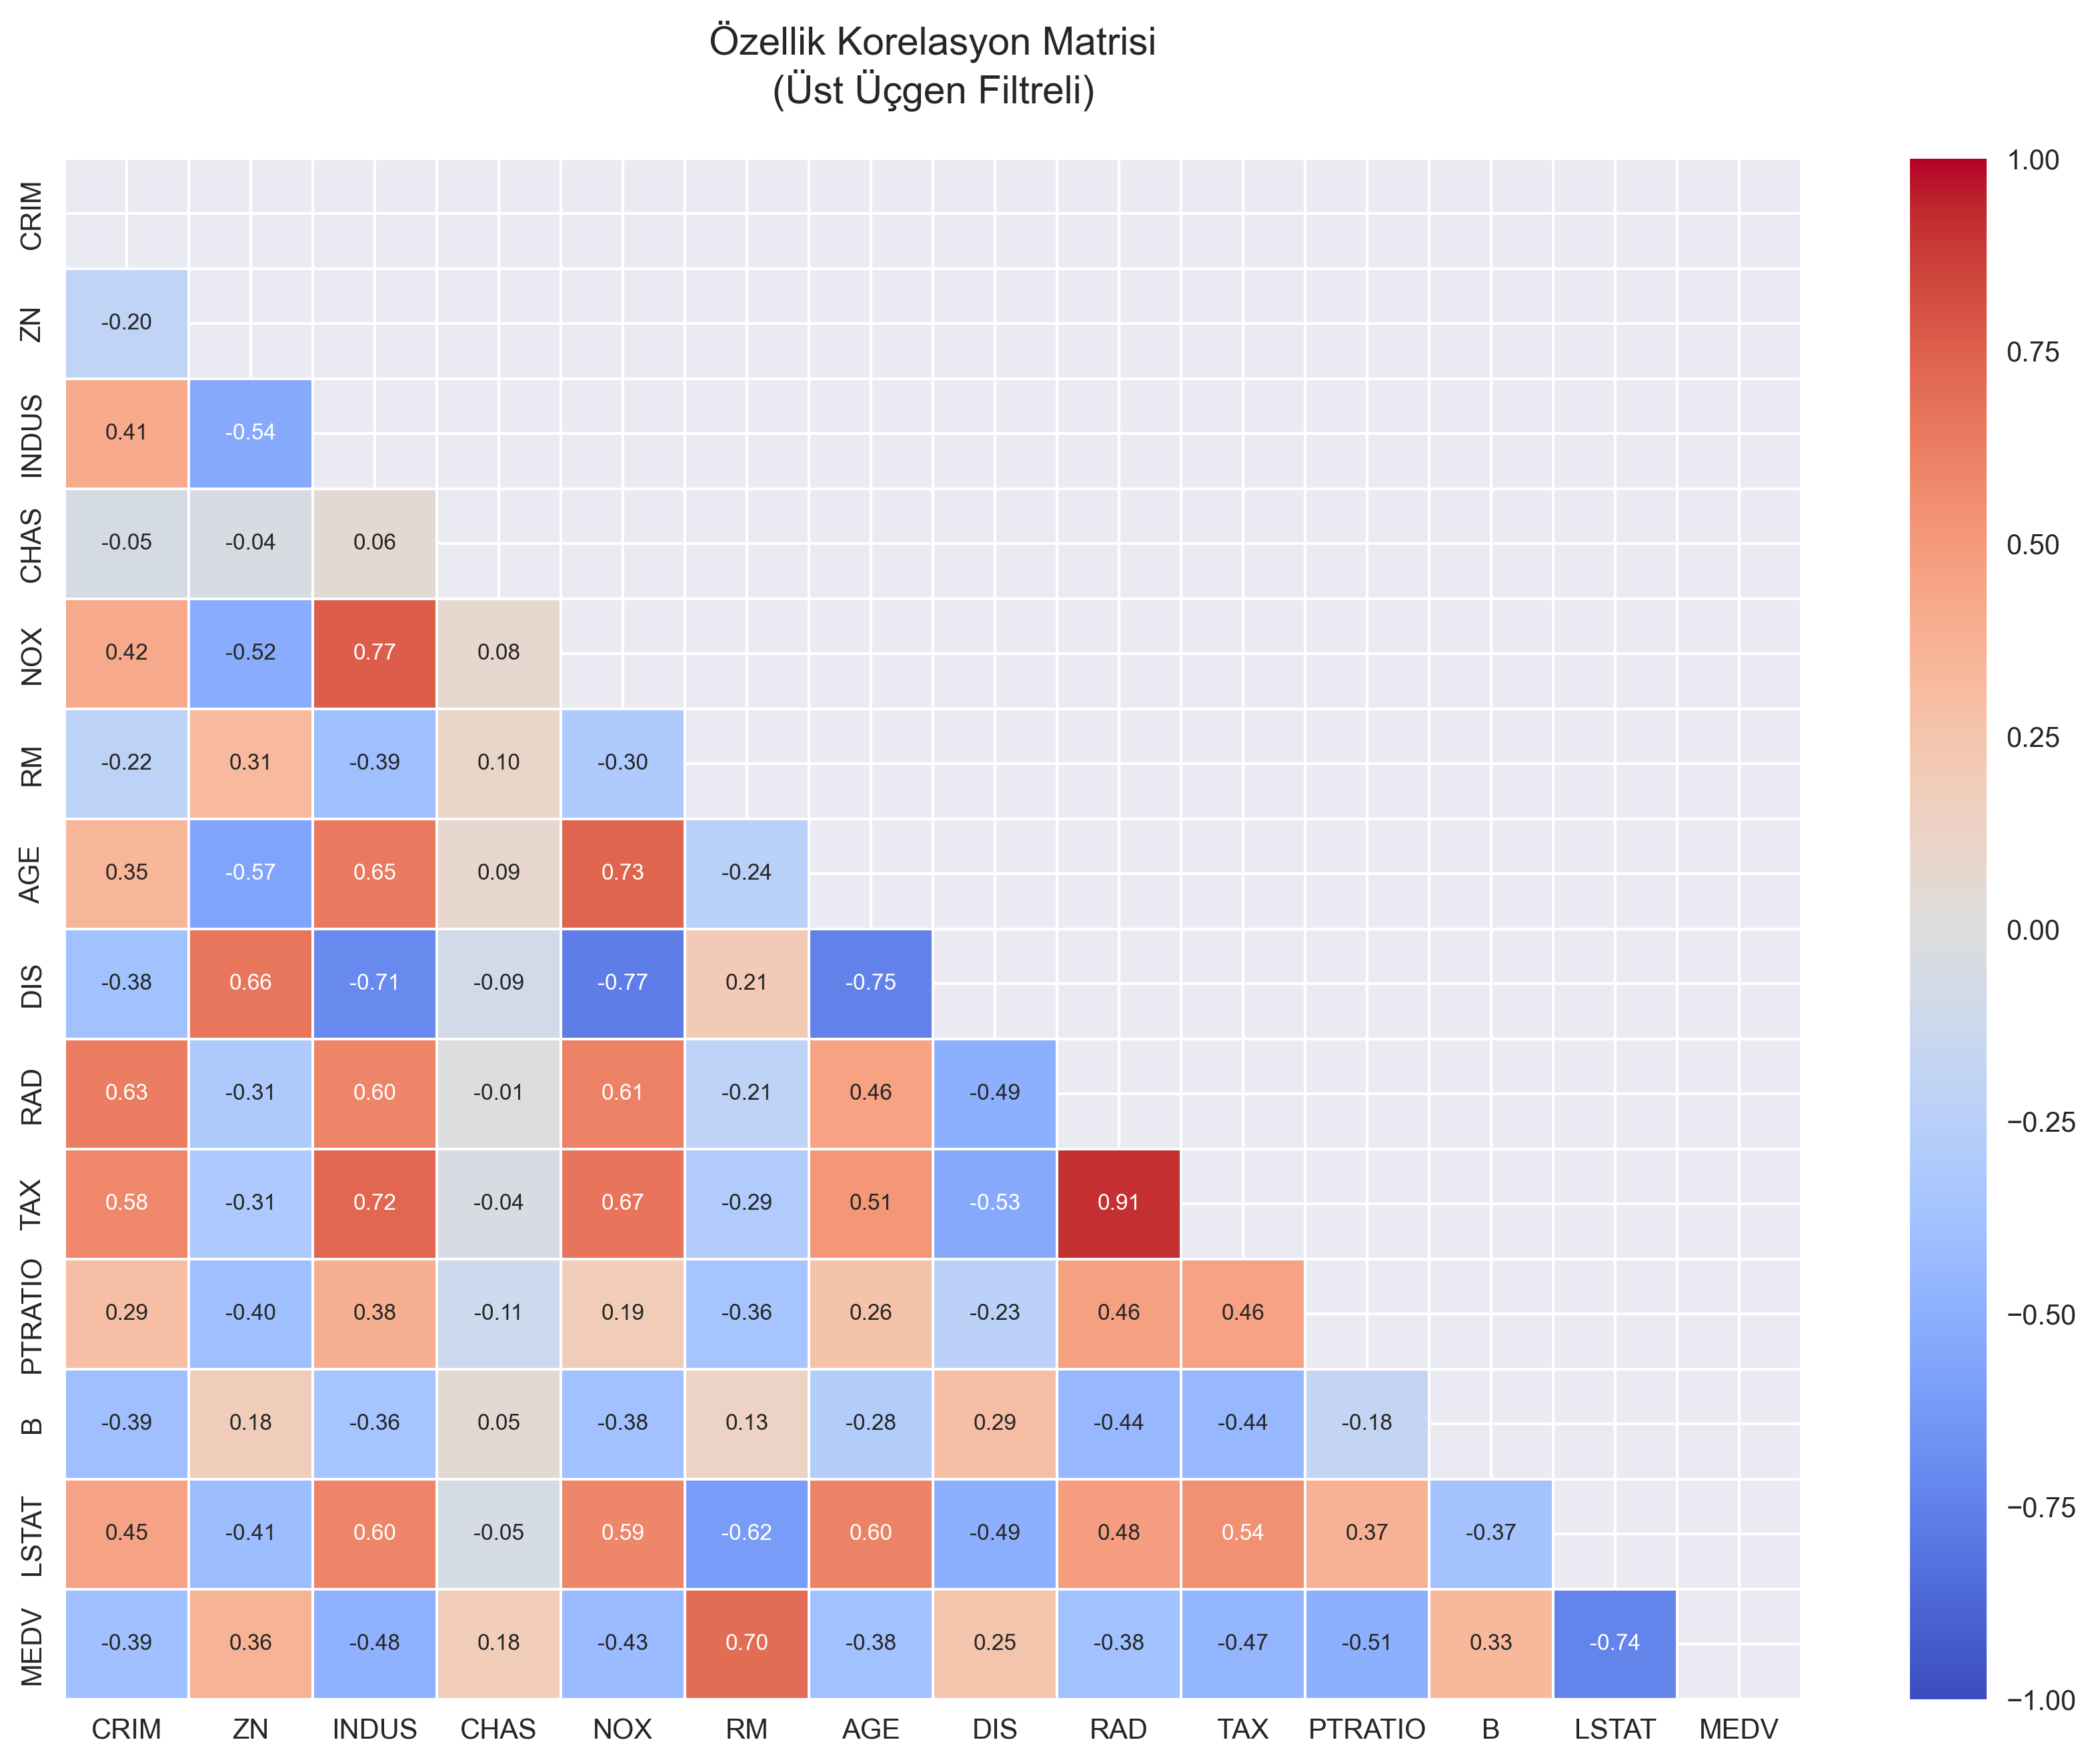 Özellik Korelasyon Matrisi
(Üst Üçgen Filtreli)
CRIM
ZN -0.20
INDUS 0.41 -0.54
CHAS -0.05 -0.04 0.06
NOX 0.42 -0.52 0.77 0.08
RM -0.22 0.31 -0.39 0.10 -0.30
AGE 0.35 -0.57 0.65 0.09 0.73 -0.24
DIS -0.38 0.66 -0.71 -0.09 -0.77 0.21 -0.75
RAD 0.63 -0.31 0.60 -0.01 0.61 -0.21 0.46 -0.49
TAX 0.58 -0.31 0.72 -0.04 0.67 -0.29 0.51 -0.53 0.91
PTRATIO 0.29 -0.40 0.38 -0.11 0.19 -0.36 0.26 -0.23 0.46 0.46
B -0.39 0.18 -0.36 0.05 -0.38 0.13 -0.28 0.29 -0.44 -0.44 -0.18
LSTAT 0.45 -0.41 0.60 -0.05 0.59 -0.62 0.60 -0.49 0.48 0.54 0.37 -0.37
MEDV -0.39 0.36 -0.48 0.18 -0.43 0.70 -0.38 0.25 -0.38 -0.47 -0.51 0.33 -0.74
CRIM ZN INDUS CHAS NOX RM AGE DIS RAD TAX PTRATIO B LSTAT MEDV
1.00
0.75
0.50
0.25
0.00
−0.25
−0.50
−0.75
−1.00